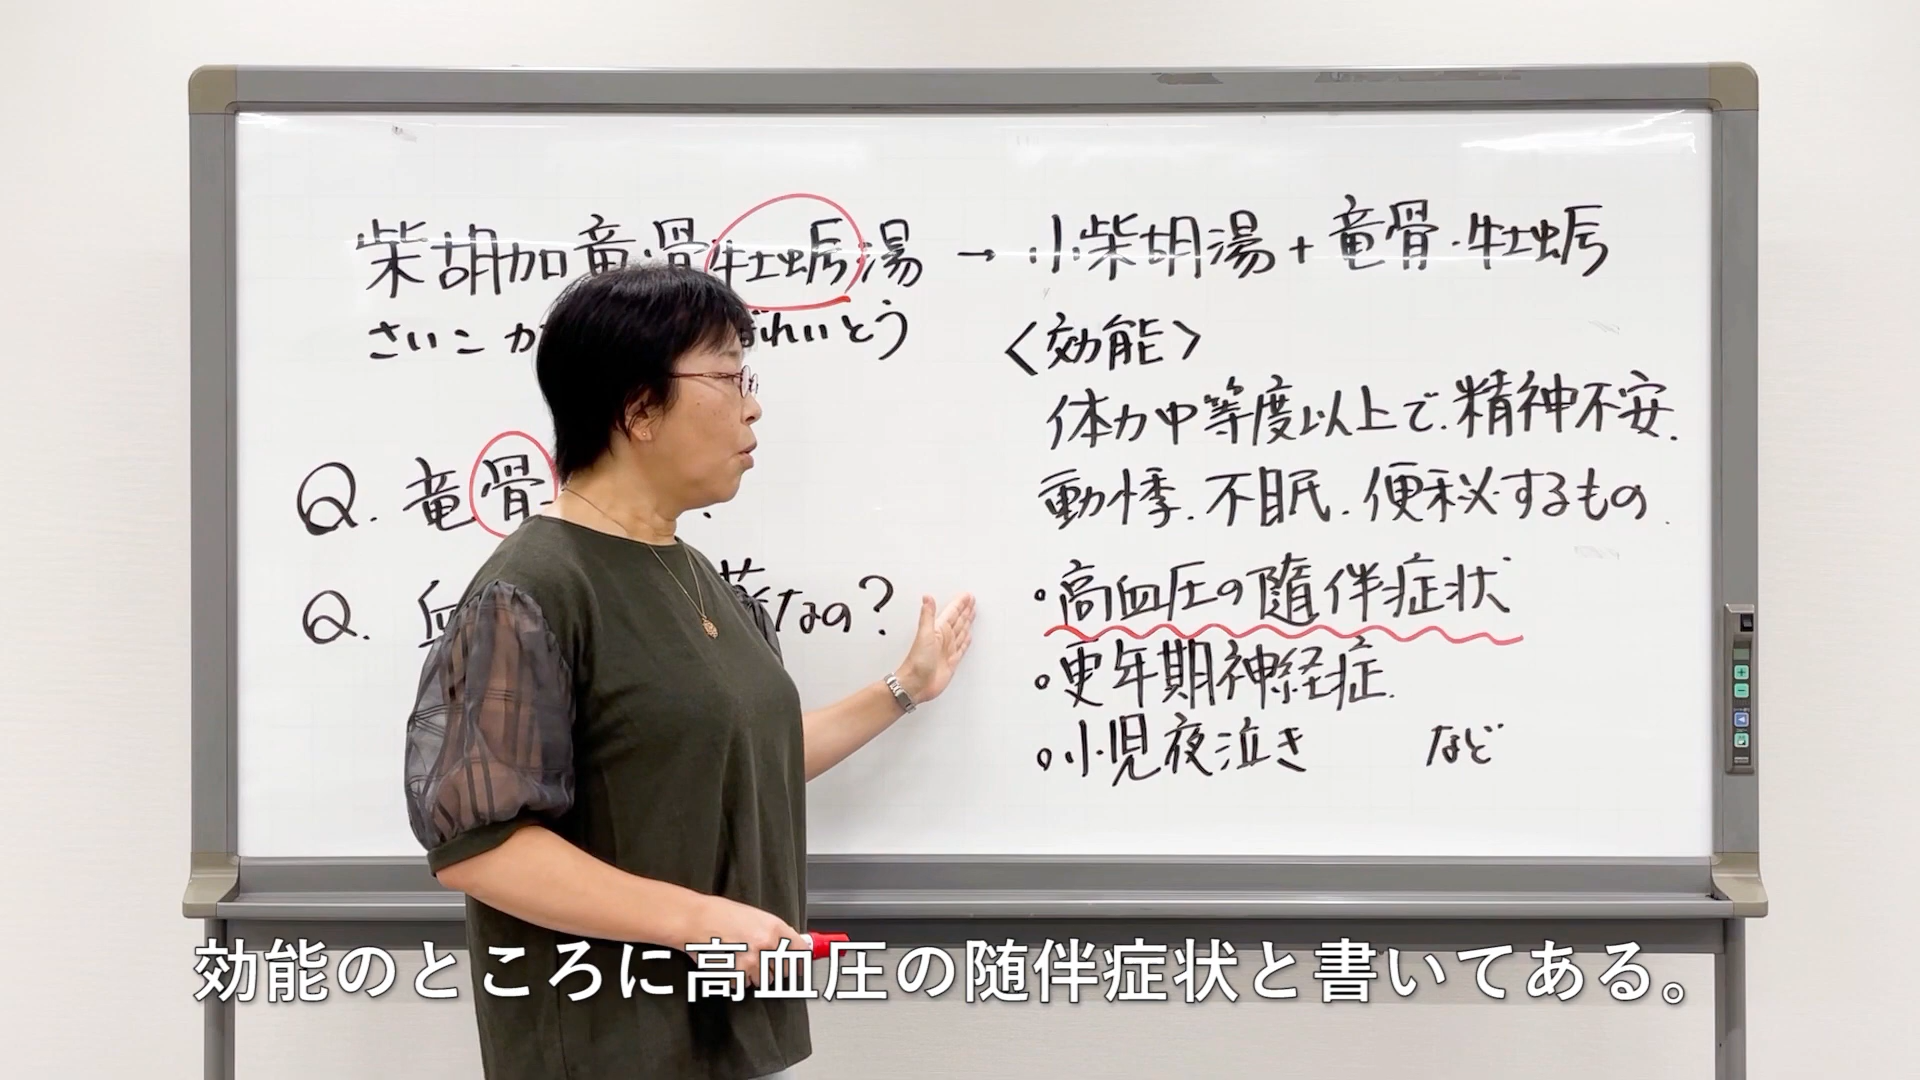 柴胡加竜骨牡蛎湯 → 小柴胡湯+竜骨・牡蛎
さいこか ぼれいとう
Q. 竜骨
Q. 血 薬なの?
〈効能〉
体力中等度以上で、精神不安、
動悸、不眠、便秘するもの、
・高血圧の随伴症状
・更年期神経症
・小児夜泣き など
効能のところに高血圧の随伴症状と書いてある。